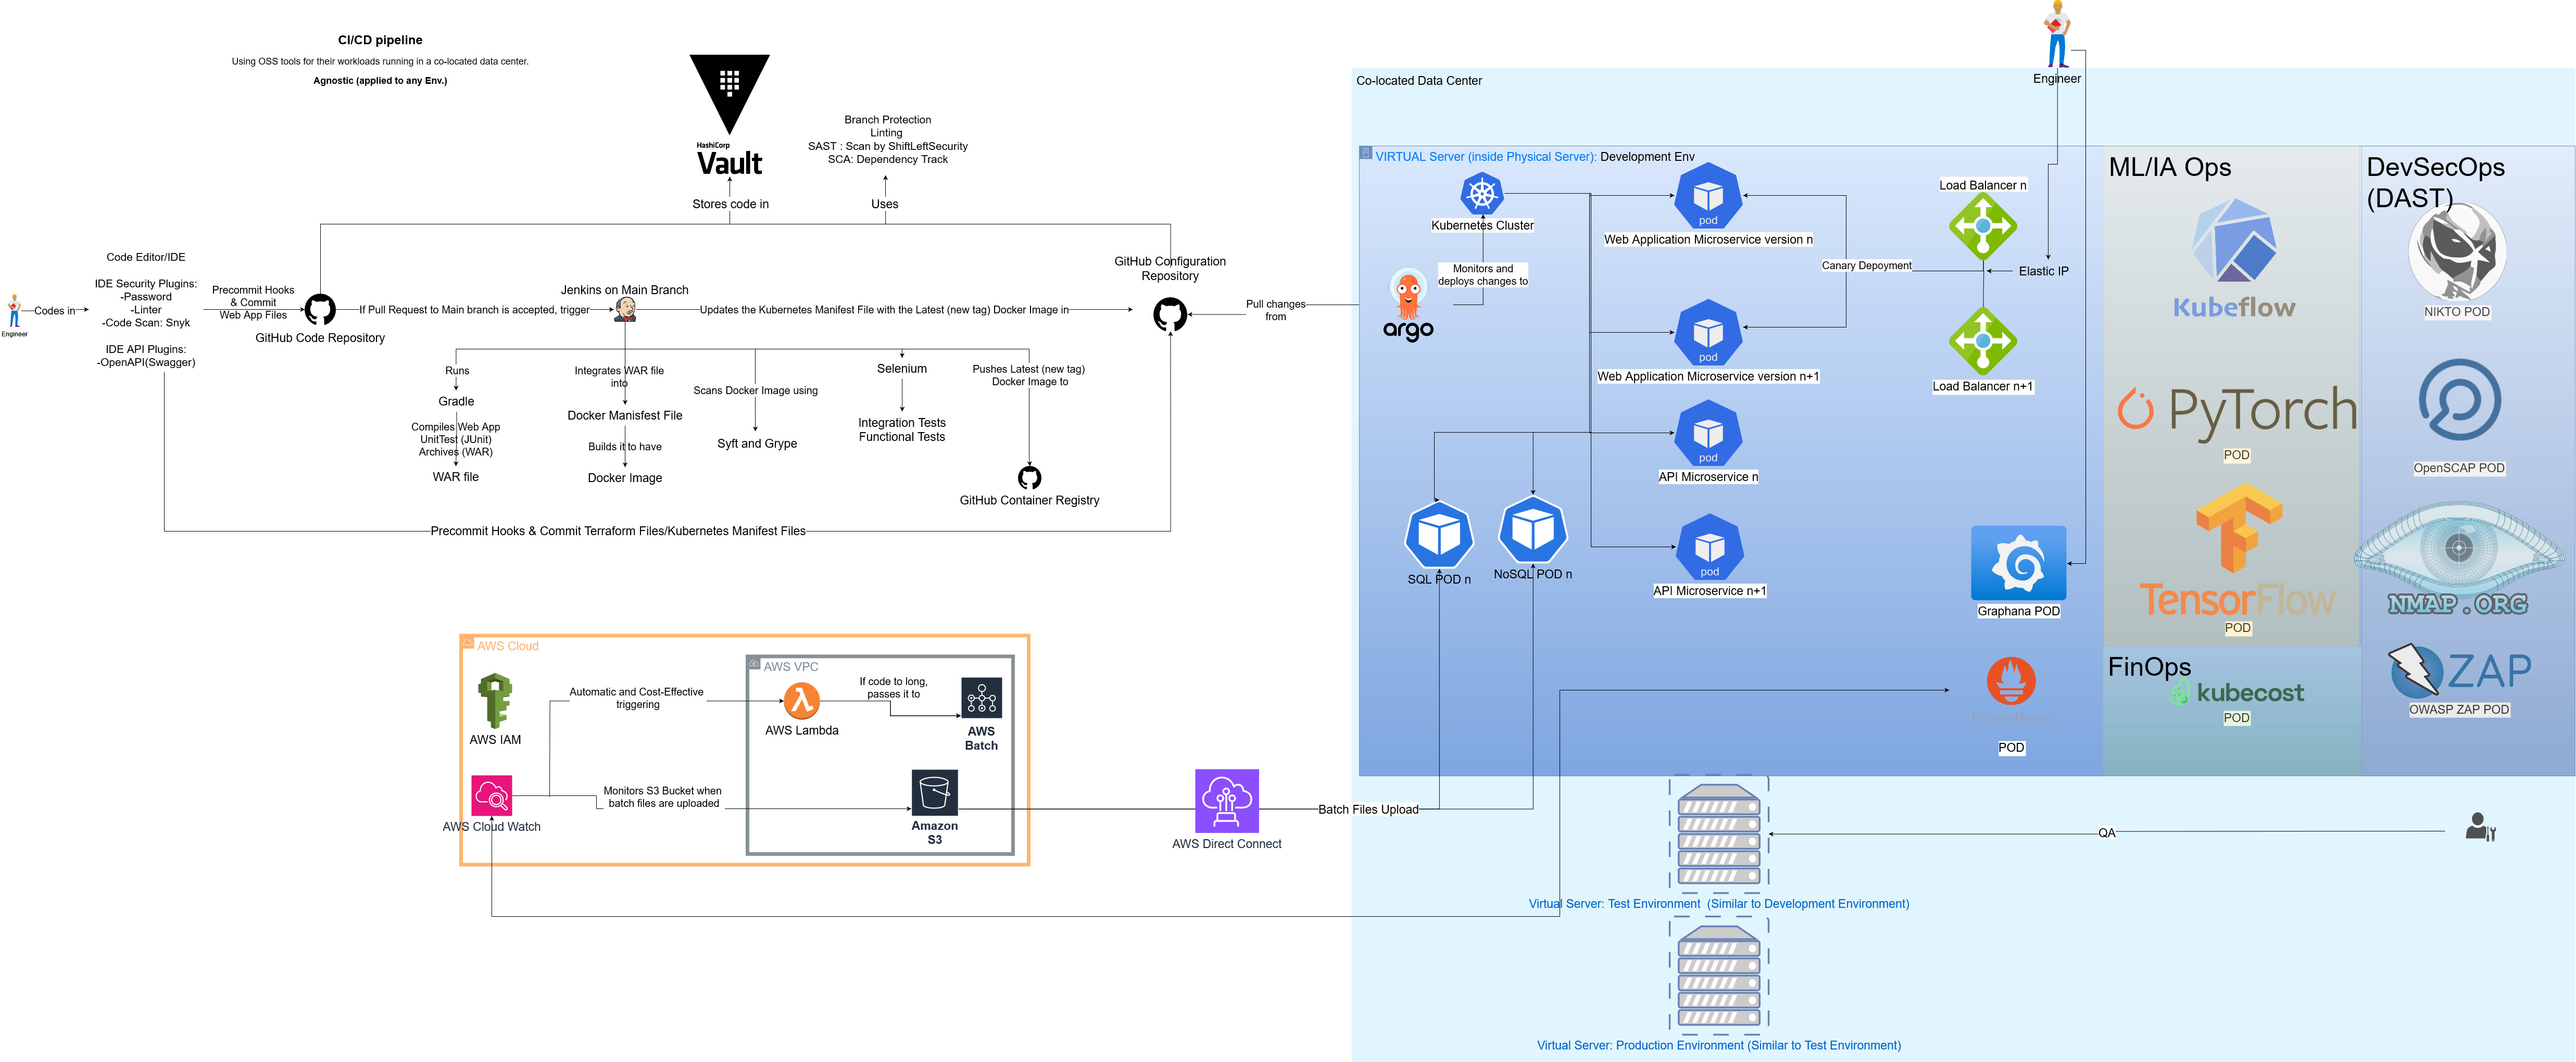 CI/CD pipeline
Using OSS tools for their workloads running in a co-located data center.
Agnostic (applied to any Env.)
HashiCorp
Vault
Stores code in
Branch Protection
Linting
SAST : Scan by ShiftLeftSecurity
SCA: Dependency Track
Uses
Engineer
Codes in
Code Editor/IDE
IDE Security Plugins:
-Password
-Linter
-Code Scan: Snyk
IDE API Plugins:
-OpenAPI(Swagger)
Precommit Hooks
& Commit
Web App Files
GitHub Code Repository
If Pull Request to Main branch is accepted, trigger
Jenkins on Main Branch
Updates the Kubernetes Manifest File with the Latest (new tag) Docker Image in
GitHub Configration
Repository
Pull changes
from
Runs
Gradle
Compiles Web App
UnitTest (JUnit)
Archives (WAR)
WAR file
Integrates WAR file
into
Docker Manisfest File
Builds it to have
Docker Image
Scans Docker Image using
Syft and Grype
Selenium
Integration Tests
Functional Tests
Pushes Latest (new tag)
Docker Image to
GitHub Container Registry
Precommit Hooks & Commit Terraform Files/Kubernetes Manifest Files
AWS Cloud
AWS IAM
AWS Cloud Watch
Automatic and Cost-Effective
triggering
Monitors S3 Bucket when
batch files are uploaded
AWS VPC
AWS Lambda
If code to long,
passes it to
AWS
Batch
Amazon
S3
AWS Direct Connect
Batch Files Upload
Engineer
Co-located Data Center
VIRTUAL Server (inside Physical Server): Development Env
Kubernetes Cluster
argo
Monitors and
deploys changes to
pod
Web Application Microservice version n
pod
Web Application Microservice version n+1
pod
API Microservice n
pod
API Microservice n+1
SQL POD n
NoSQL POD n
Canary Depoyment
Load Balancer n
Elastic IP
Load Balancer n+1
Graphana POD
Prometheus
POD
ML/IA Ops
Kubeflow
PyTorch
POD
TensorFlow
POD
FinOps
kubecost
POD
DevSecOps
(DAST)
NIKTO POD
OpenSCAP POD
NMAP.ORG
ZAP
OWASP ZAP POD
QA
Virtual Server: Test Environment (Similar to Development Environment)
Virtual Server: Production Environment (Similar to Test Environment)